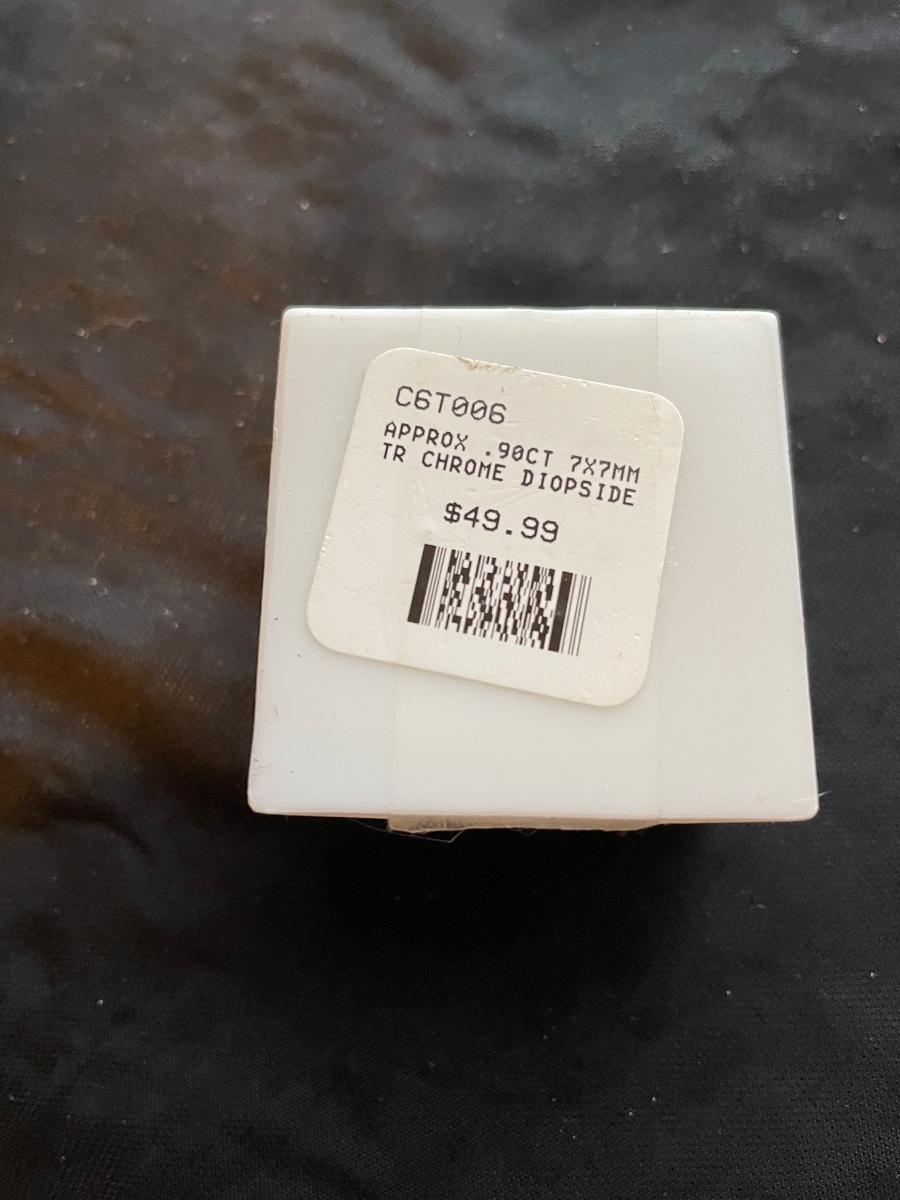 C6T006
APPROX .90CT 7X7MM
TR CHROME DIOPSIDE
$49.99